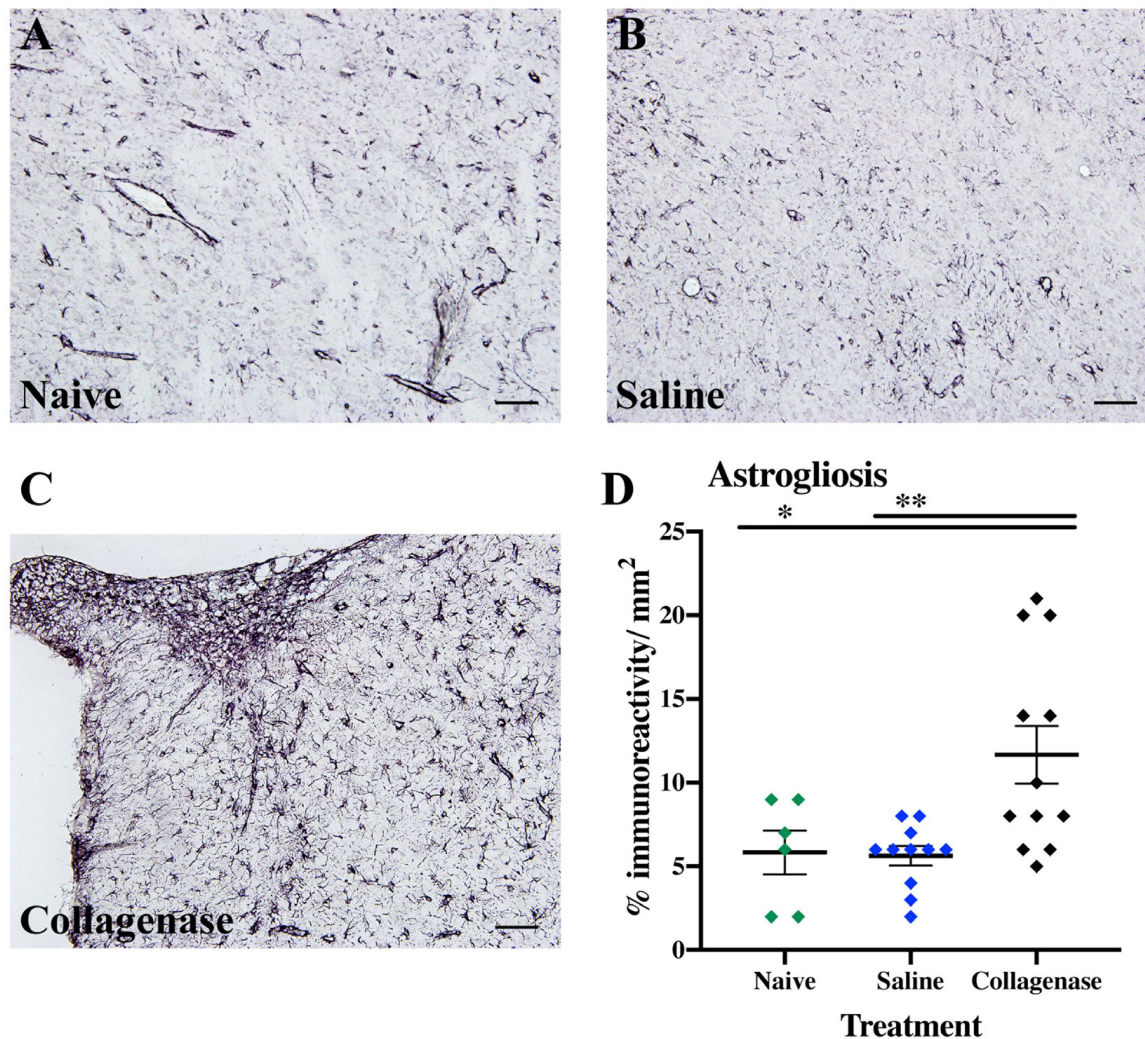 A
Naive
B
Saline
C
Collagenase
D
Astrogliosis
**
*
% immunoreactivity/ mm²
25
20
15
10
5
0
Naive
Saline
Collagenase
Treatment